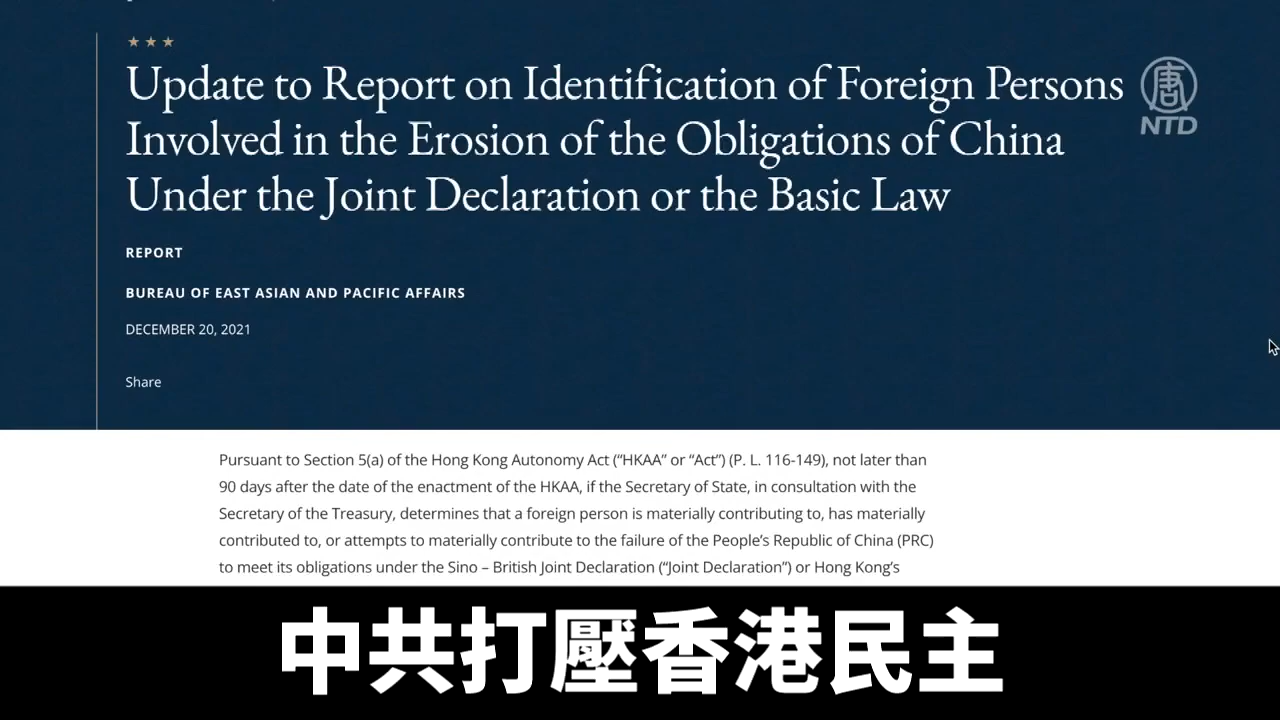 Update to Report on Identification of Foreign Persons
Involved in the Erosion of the Obligations of China
Under the Joint Declaration or the Basic Law
唐
NTD
REPORT
BUREAU OF EAST ASIAN AND PACIFIC AFFAIRS
DECEMBER 20, 2021
Share
Pursuant to Section 5(a) of the Hong Kong Autonomy Act (“HKAA” or “Act”) (P. L. 116-149), not later than
90 days after the date of the enactment of the HKAA, if the Secretary of State, in consultation with the
Secretary of the Treasury, determines that a foreign person is materially contributing to, has materially
contributed to, or attempts to materially contribute to the failure of the People’s Republic of China (PRC)
to meet its obligations under the Sino – British Joint Declaration (“Joint Declaration”) or Hong Kong’s
中共打壓香港民主